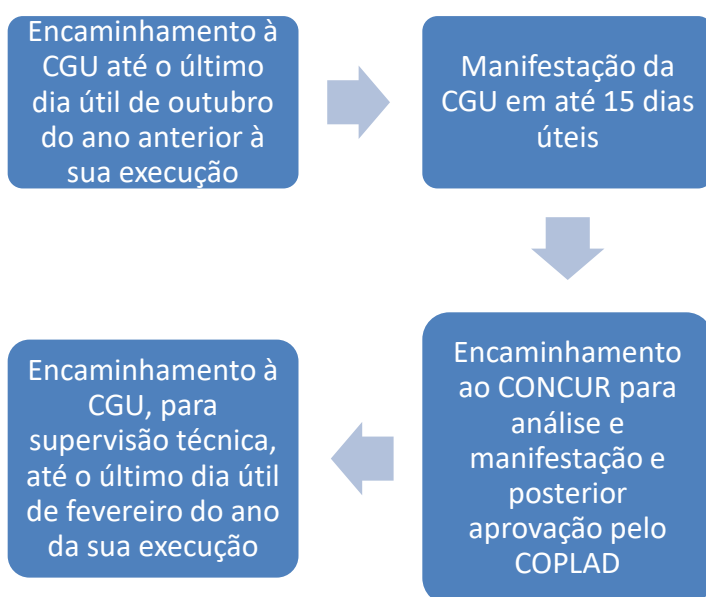 Encaminhamento à
CGU até o último
dia útil de outubro
do ano anterior à
sua execução
Manifestação da
CGU em até 15 dias
úteis
Encaminhamento
ao CONCUR para
análise e
manifestação e
posterior
aprovação pelo
COPLAD
Encaminhamento à
CGU, para
supervisão técnica,
até o último dia útil
de fevereiro do ano
da sua execução